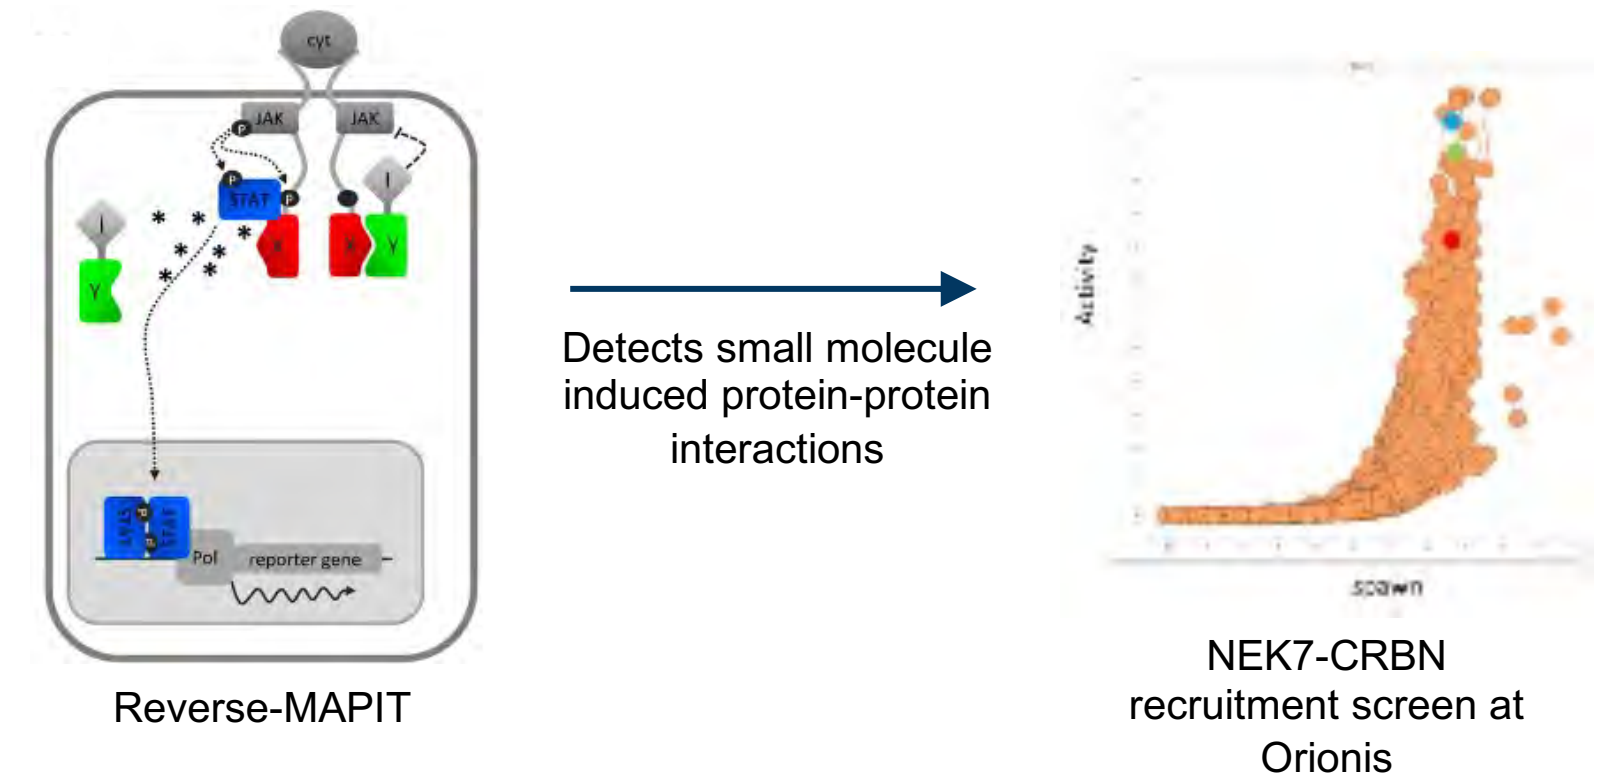 cyt
JAK
JAK
P
P
STAT
P
I
I
X
X
Y
Y
STAT
P
P
STAT
Pol
reporter gene
Reverse-MAPIT
Detects small molecule
induced protein-protein
interactions
Activity
spawn
NEK7-CRBN
recruitment screen at
Orionis